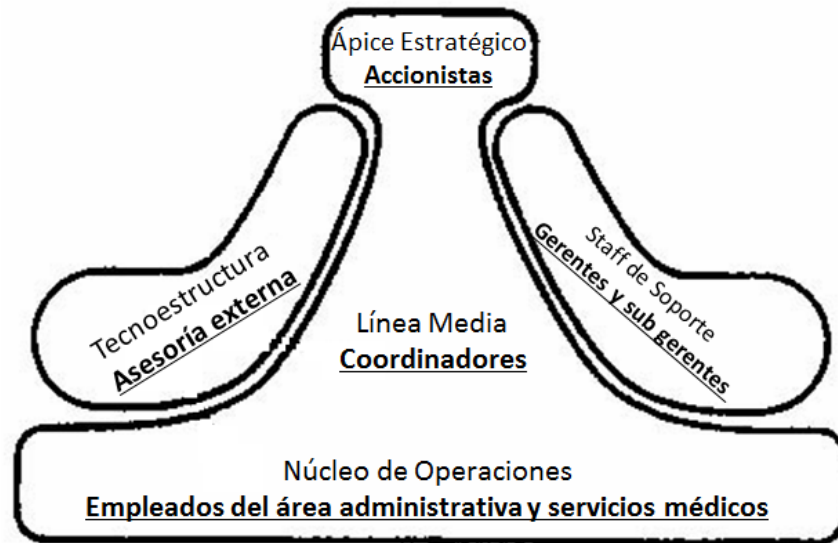 Ápice Estratégico
Accionistas
Tecnoestructura
Asesoría externa
Línea Media
Coordinadores
Staff de Soporte
Gerentes y sub gerentes
Núcleo de Operaciones
Empleados del área administrativa y servicios médicos